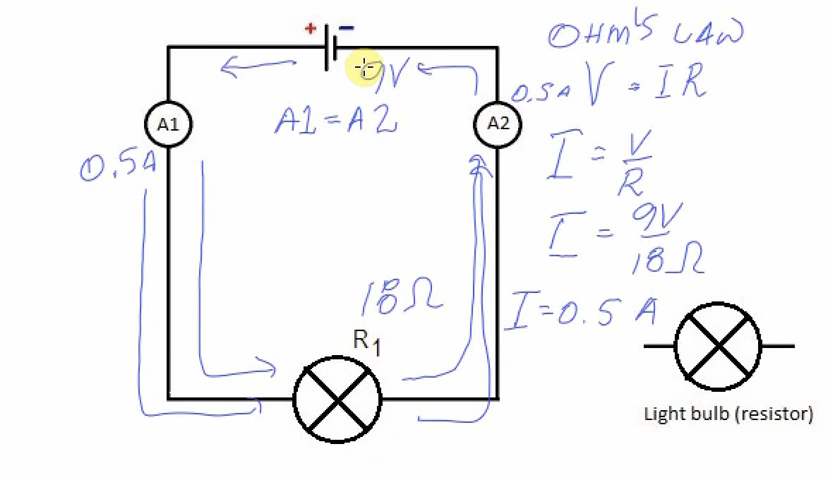 + −
OHM'S LAW
9V
0.5A
V = IR
A1
A1 = A2
A2
0.5A
I = V/R
I = 9V/18Ω
18Ω
I = 0.5 A
R1
Light bulb (resistor)